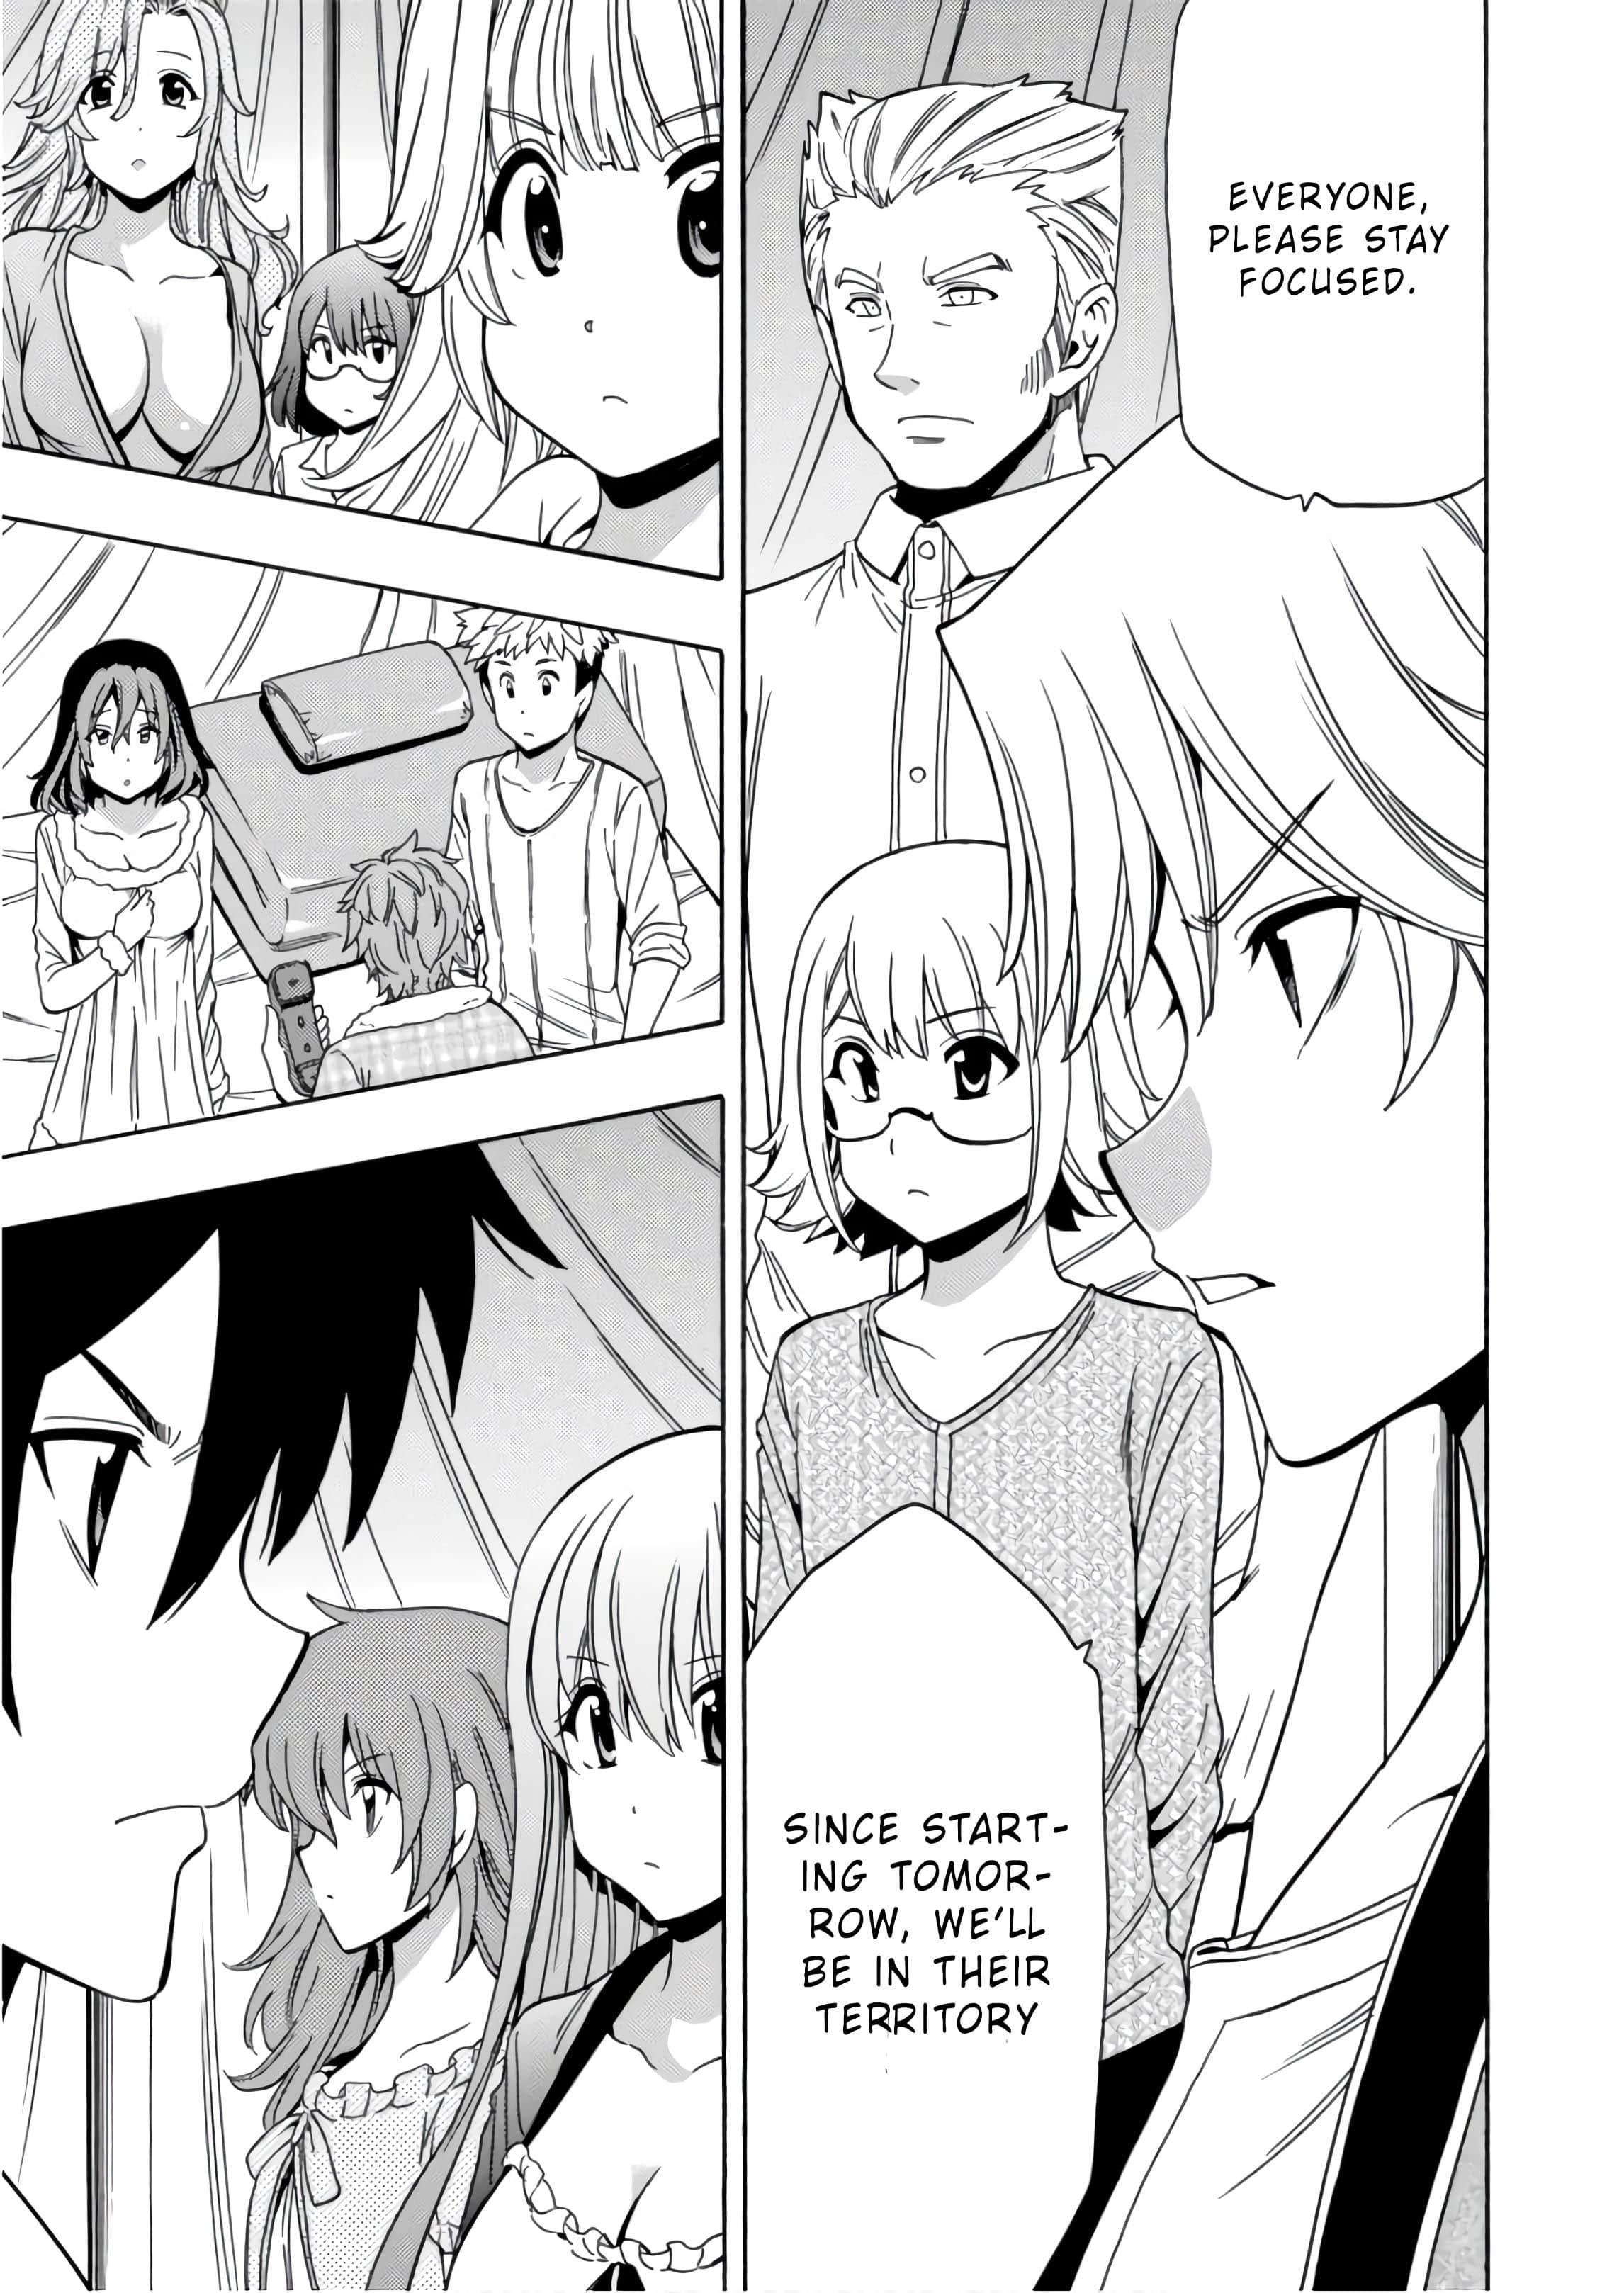 EVERYONE,
PLEASE STAY
FOCUSED.
SINCE START-
ING TOMOR-
ROW, WE'LL
BE IN THEIR
TERRITORY